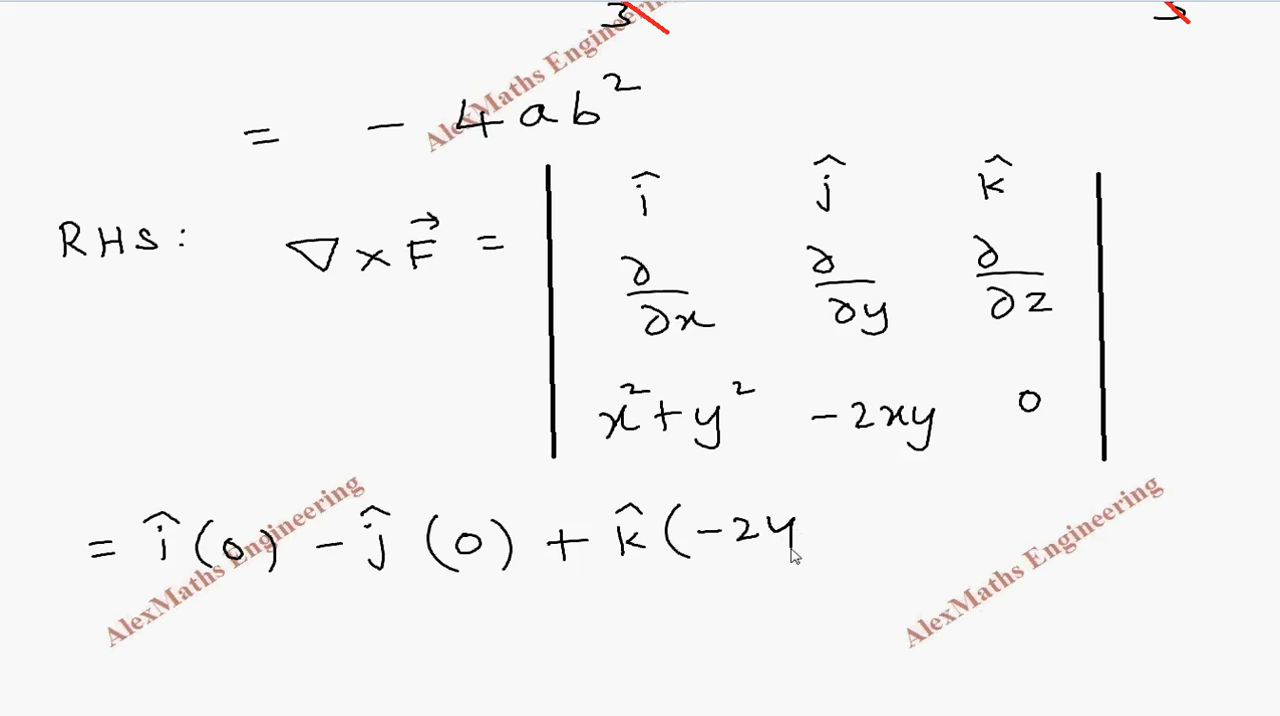 = - 4ab²
RHS: ∇ × F⃗ = | î ĵ k̂ |
| ∂/∂x ∂/∂y ∂/∂z |
| x² + y² -2xy 0 |
= î (0) - ĵ (0) + k̂ (-2y
AlexMaths Engineering
AlexMaths Engineering
AlexMaths Engineering